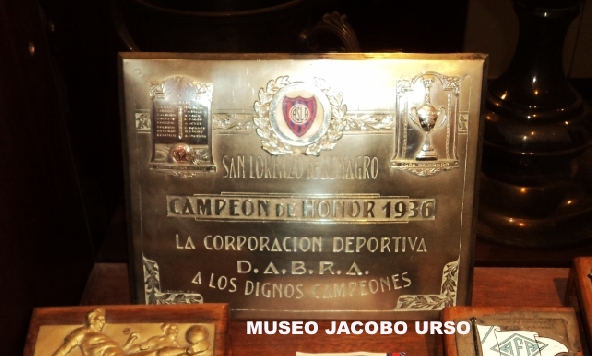 SAN LORENZO DE ALMAGRO
CAMPEON DE HONOR 1936
LA CORPORACION DEPORTIVA
D.A.B.R.A.
A LOS DIGNOS CAMPEONES
MUSEO JACOBO URSO